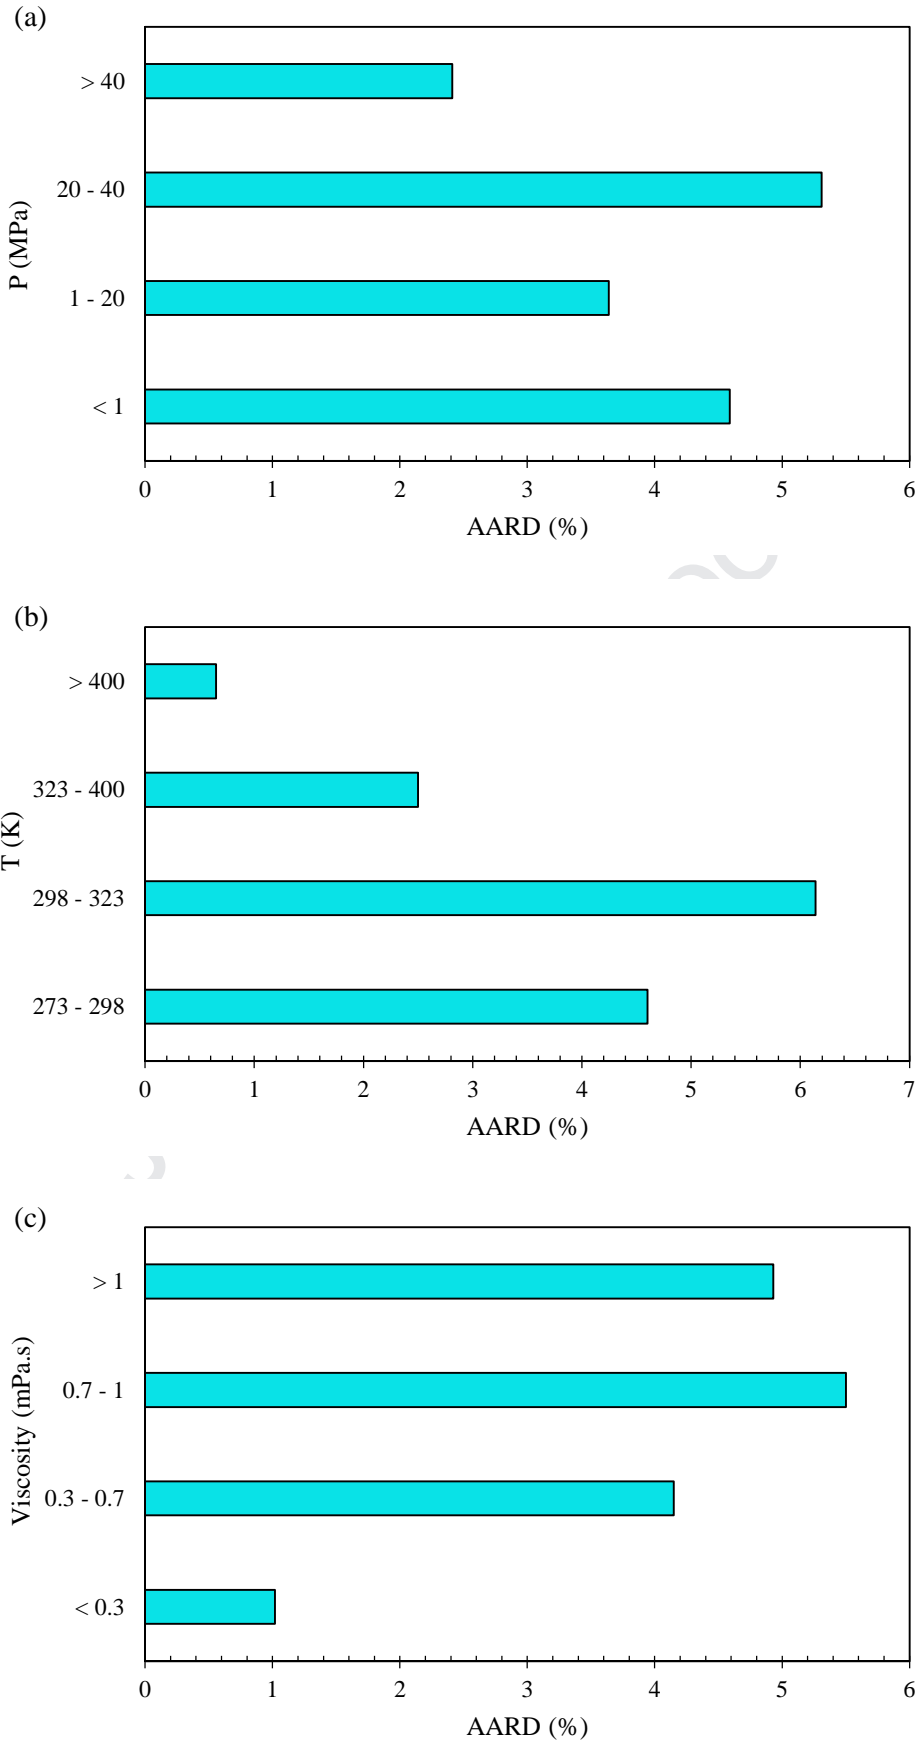 (a)
> 40
20 - 40
1 - 20
< 1
P (MPa)
0 1 2 3 4 5 6
AARD (%)
(b)
> 400
323 - 400
298 - 323
273 - 298
T (K)
0 1 2 3 4 5 6 7
AARD (%)
(c)
> 1
0.7 - 1
0.3 - 0.7
< 0.3
Viscosity (mPa.s)
0 1 2 3 4 5 6
AARD (%)